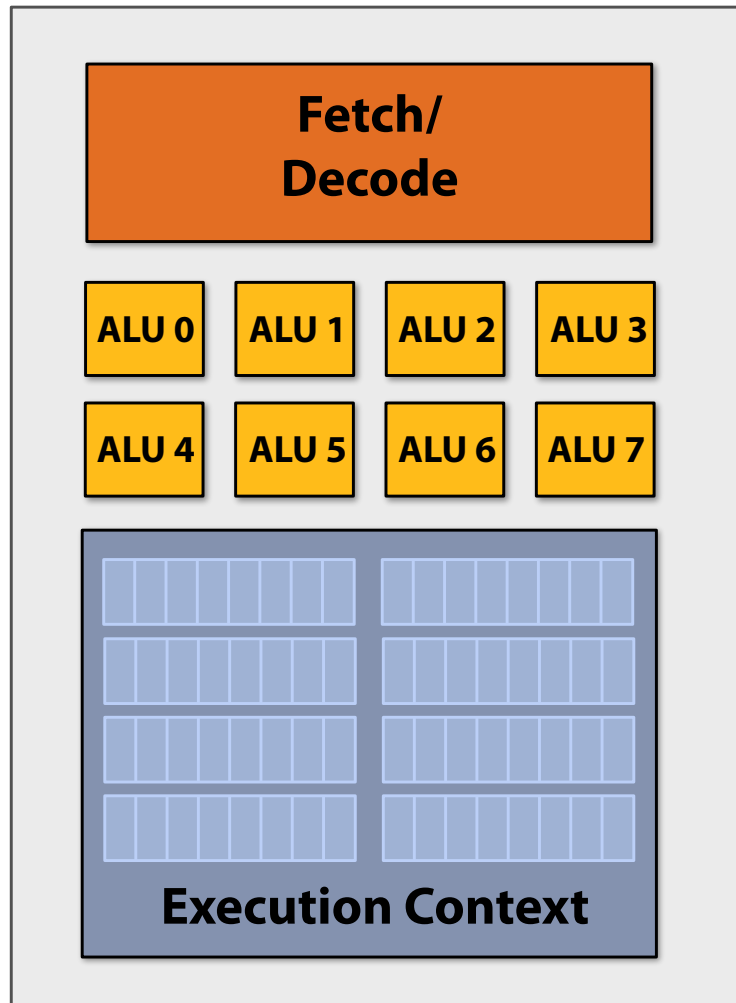 Fetch/
Decode
ALU 0 ALU 1 ALU 2 ALU 3
ALU 4 ALU 5 ALU 6 ALU 7
Execution Context